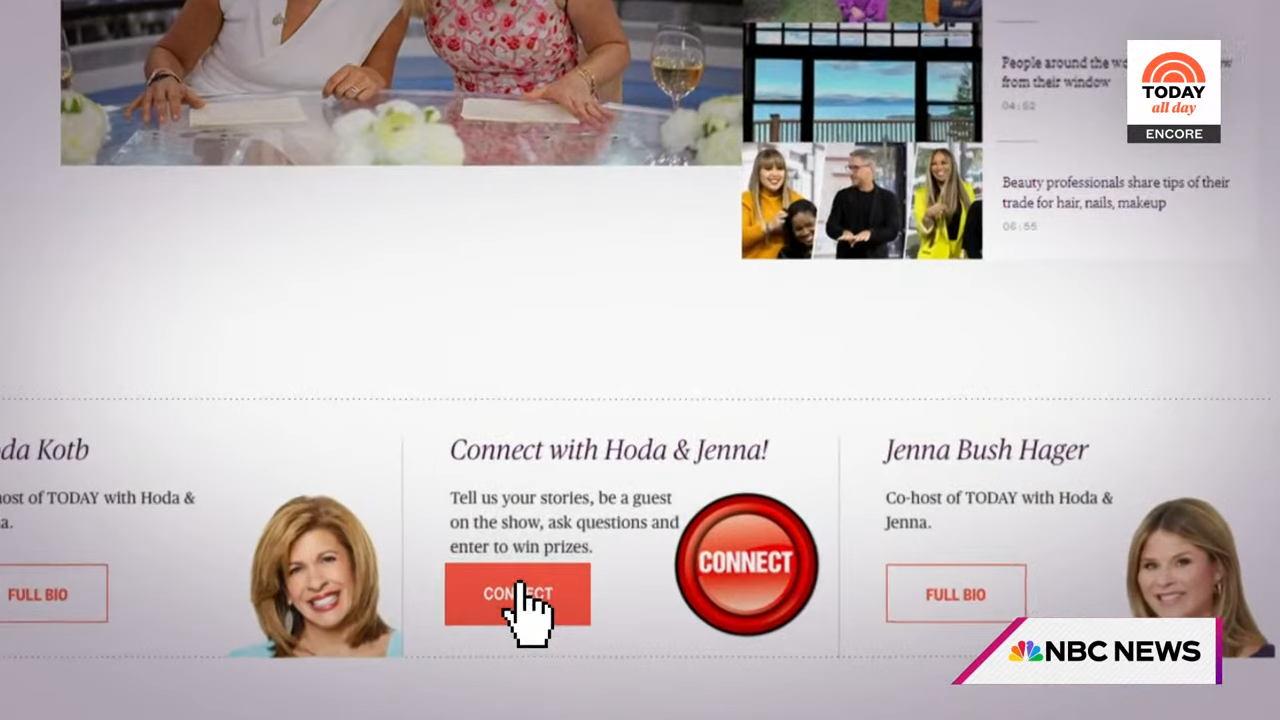 People around the
from their window
04:52
TODAY
all day
ENCORE
Beauty professionals share tips of their
trade for hair, nails, makeup
06:55
da Kotb
host of TODAY with Hoda &
a.
FULL BIO
Connect with Hoda & Jenna!
Tell us your stories, be a guest
on the show, ask questions and
enter to win prizes.
CONNECT
CONNECT
Jenna Bush Hager
Co-host of TODAY with Hoda &
Jenna.
FULL BIO
NBC NEWS